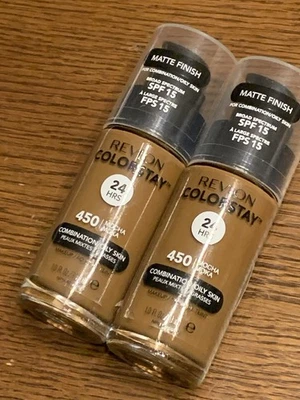 MATTE FINISH
FOR COMBINATION/OILY SKIN
BROAD SPECTRUM
SPF 15
À LARGE SPECTRE
FPS 15
REVLON
COLORSTAY
24
HRS
450 | MOCHA
MOKA
COMBINATION/OILY SKIN
PEAUX MIXTES/GRASSES
MATTE FINISH
FOR COMBINATION/OILY SKIN
BROAD SPECTRUM
SPF 15
À LARGE SPECTRE
FPS 15
REVLON
COLORSTAY
24
HRS
450 | MOCHA
MOKA
COMBINATION/OILY SKIN
PEAUX MIXTES/GRASSES